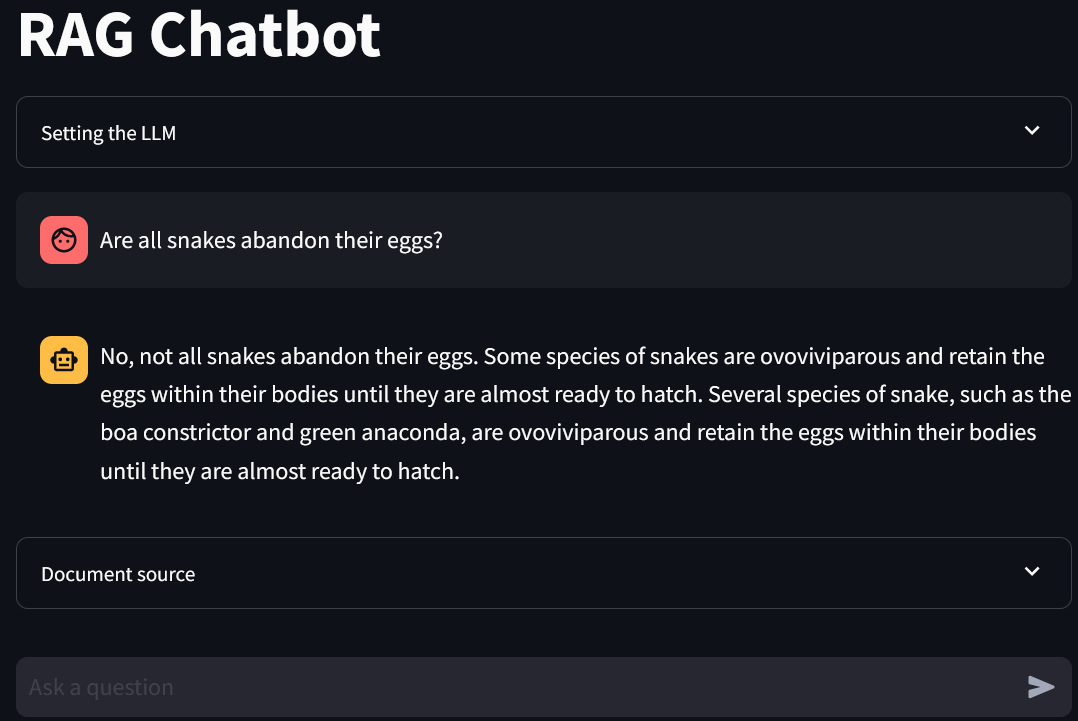 RAG Chatbot
Setting the LLM
Are all snakes abandon their eggs?
No, not all snakes abandon their eggs. Some species of snakes are ovoviviparous and retain the
eggs within their bodies until they are almost ready to hatch. Several species of snake, such as the
boa constrictor and green anaconda, are ovoviviparous and retain the eggs within their bodies
until they are almost ready to hatch.
Document source
Ask a question